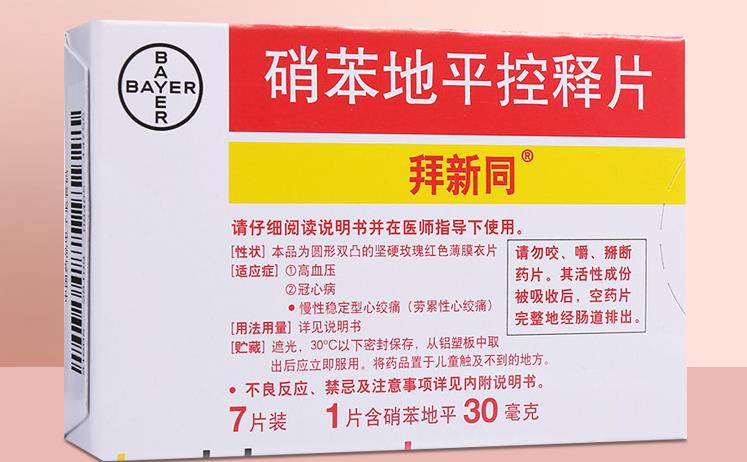 BAYER
BAYER
硝苯地平控释片
拜新同®
请仔细阅读说明书并在医师指导下使用。
[性状] 本品为圆形双凸的坚硬玫瑰红色薄膜衣片
[适应症] ①高血压
②冠心病
● 慢性稳定型心绞痛（劳累性心绞痛）
[用法用量] 详见说明书
[贮藏] 遮光，30°C以下密封保存，从铝塑板中取
出后应立即服用。将药品置于儿童触及不到的地方。
● 不良反应、禁忌及注意事项详见内附说明书。
请勿咬、嚼、掰断
药片。其活性成份
被吸收后，空药片
完整地经肠道排出。
7片装 1片含硝苯地平 30 毫克